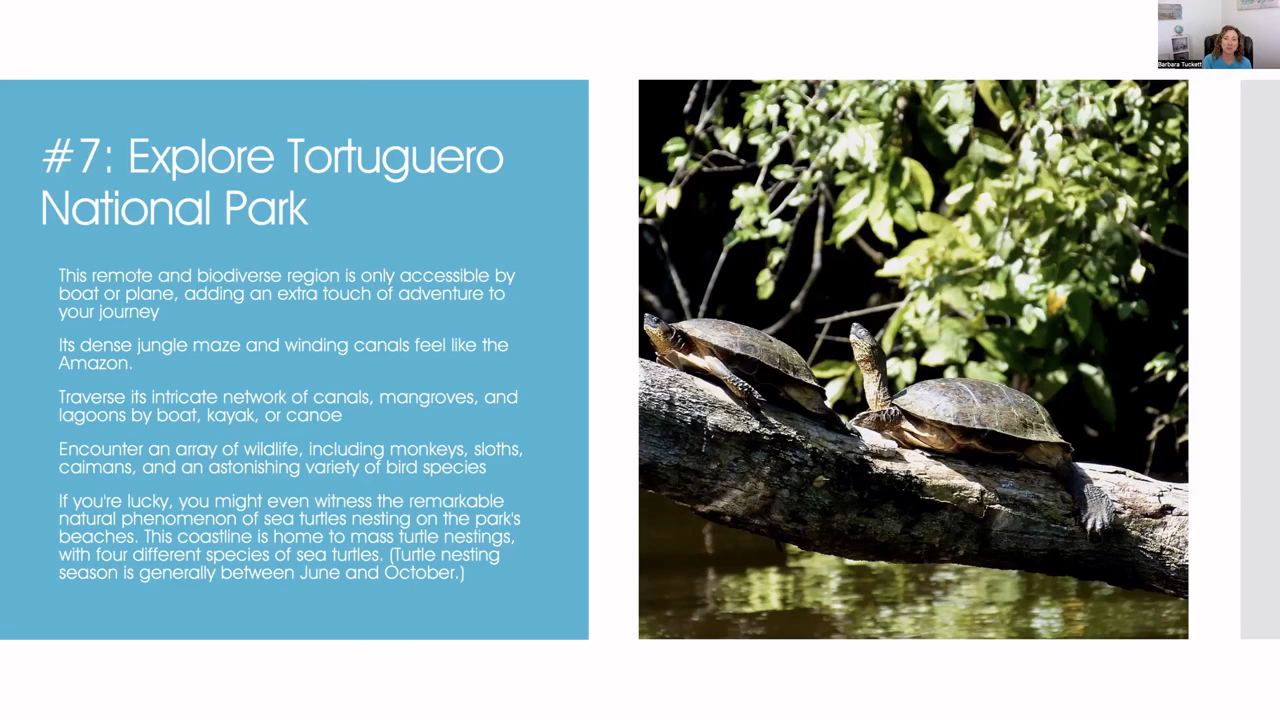 Barbara Tuckett
#7: Explore Tortuguero
National Park
This remote and biodiverse region is only accessible by
boat or plane, adding an extra touch of adventure to
your journey
Its dense jungle maze and winding canals feel like the
Amazon.
Traverse its intricate network of canals, mangroves, and
lagoons by boat, kayak, or canoe
Encounter an array of wildlife, including monkeys, sloths,
caimans, and an astonishing variety of bird species
If you're lucky, you might even witness the remarkable
natural phenomenon of sea turtles nesting on the park's
beaches. This coastline is home to mass turtle nestings,
with four different species of sea turtles. (Turtle nesting
season is generally between June and October.)